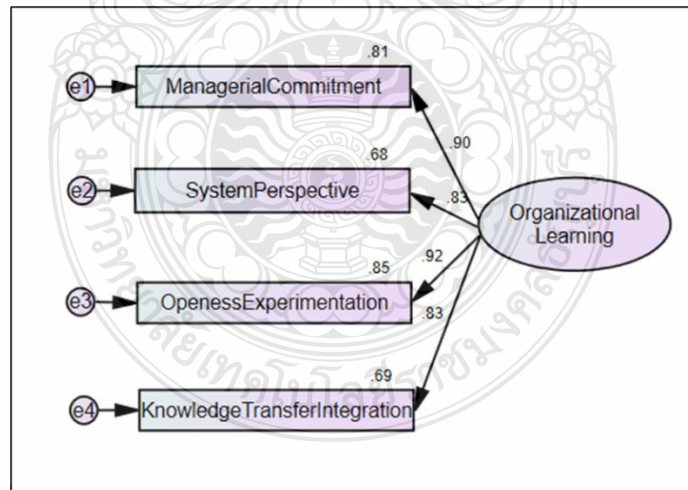 .81
e1
ManagerialCommitment
.90
.68
e2
SystemPerspective
.83
Organizational
Learning
.85
.92
e3
OpenessExperimentation
.83
.69
e4
KnowledgeTransferIntegration